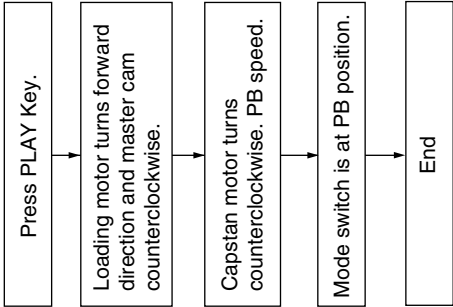 Press PLAY Key.
Loading motor turns forward
direction and master cam
counterclockwise.
Capstan motor turns
counterclockwise. PB speed.
Mode switch is at PB position.
End